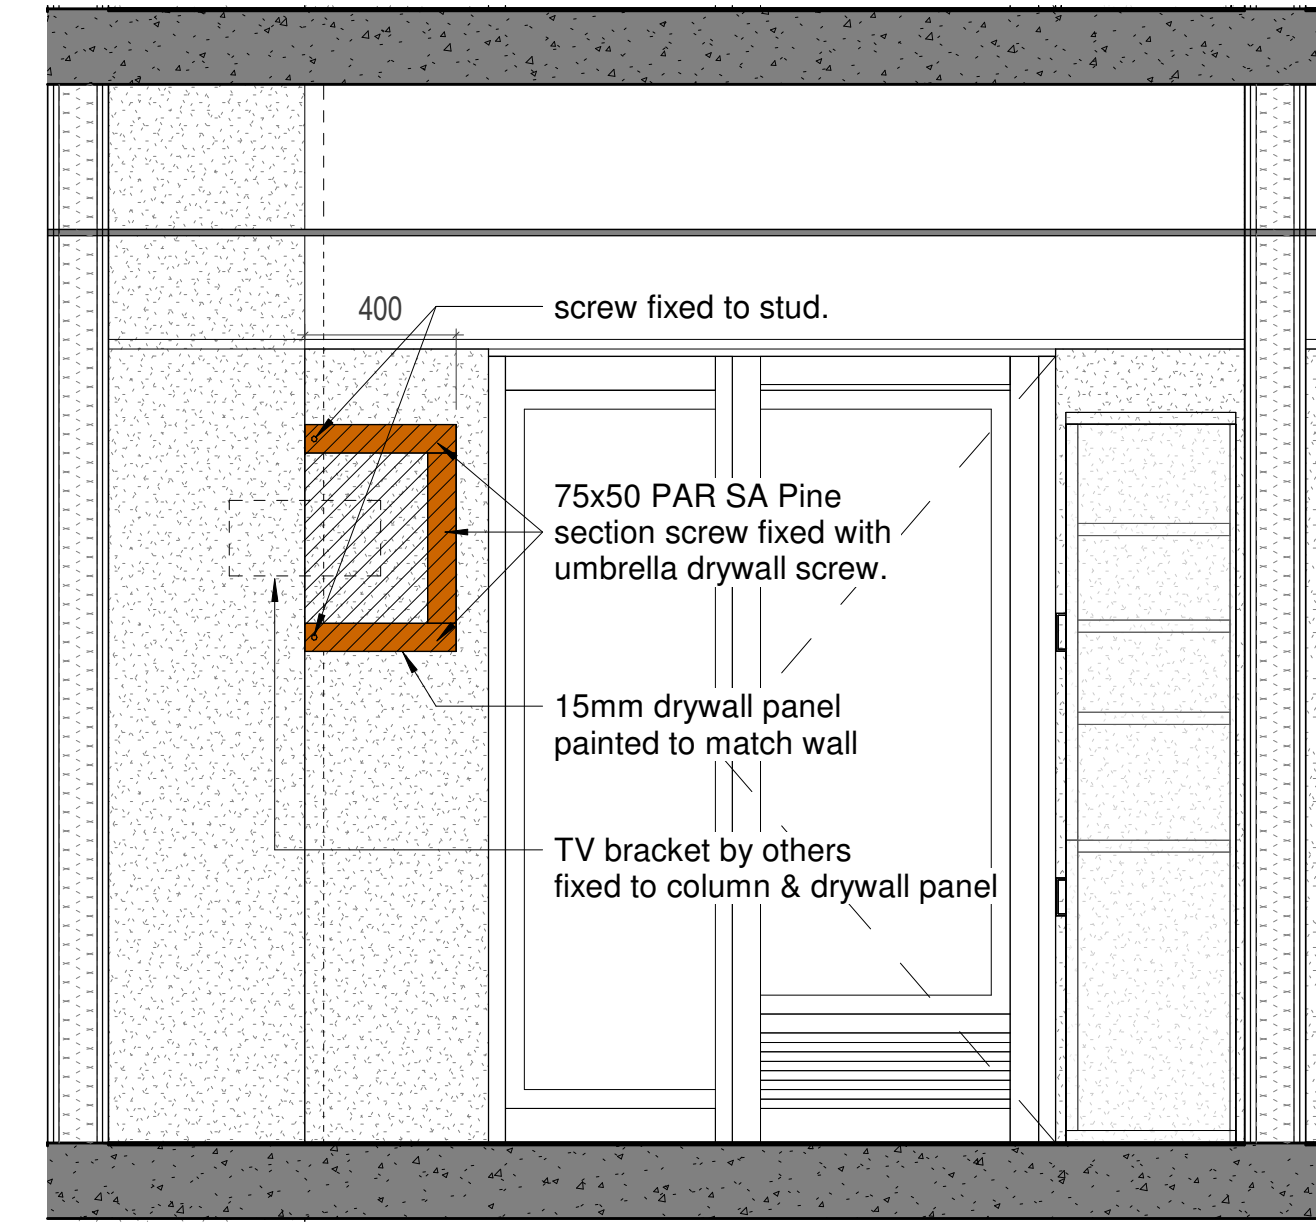 400
screw fixed to stud.
75x50 PAR SA Pine
section screw fixed with
umbrella drywall screw.
15mm drywall panel
painted to match wall
TV bracket by others
fixed to column & drywall panel